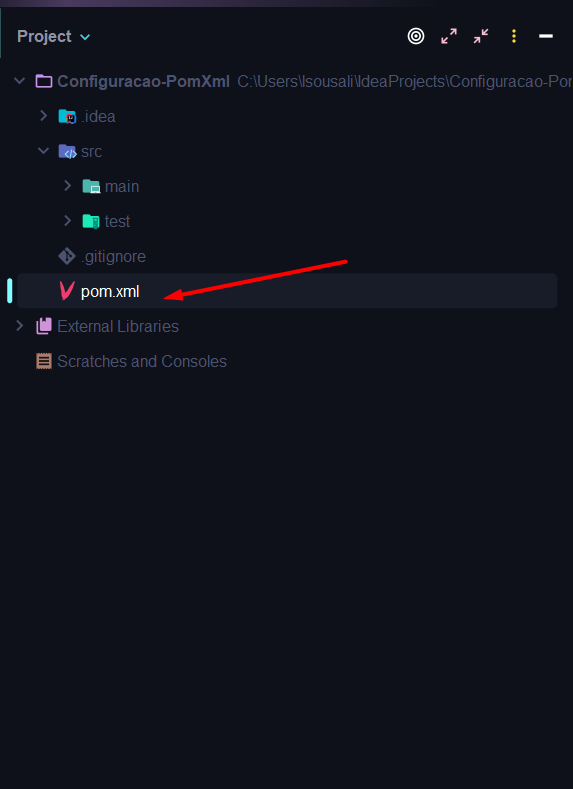 Project
Configuracao-PomXml C:\Users\lsousali\IdeaProjects\Configuracao-Por
.idea
src
main
test
.gitignore
pom.xml
External Libraries
Scratches and Consoles